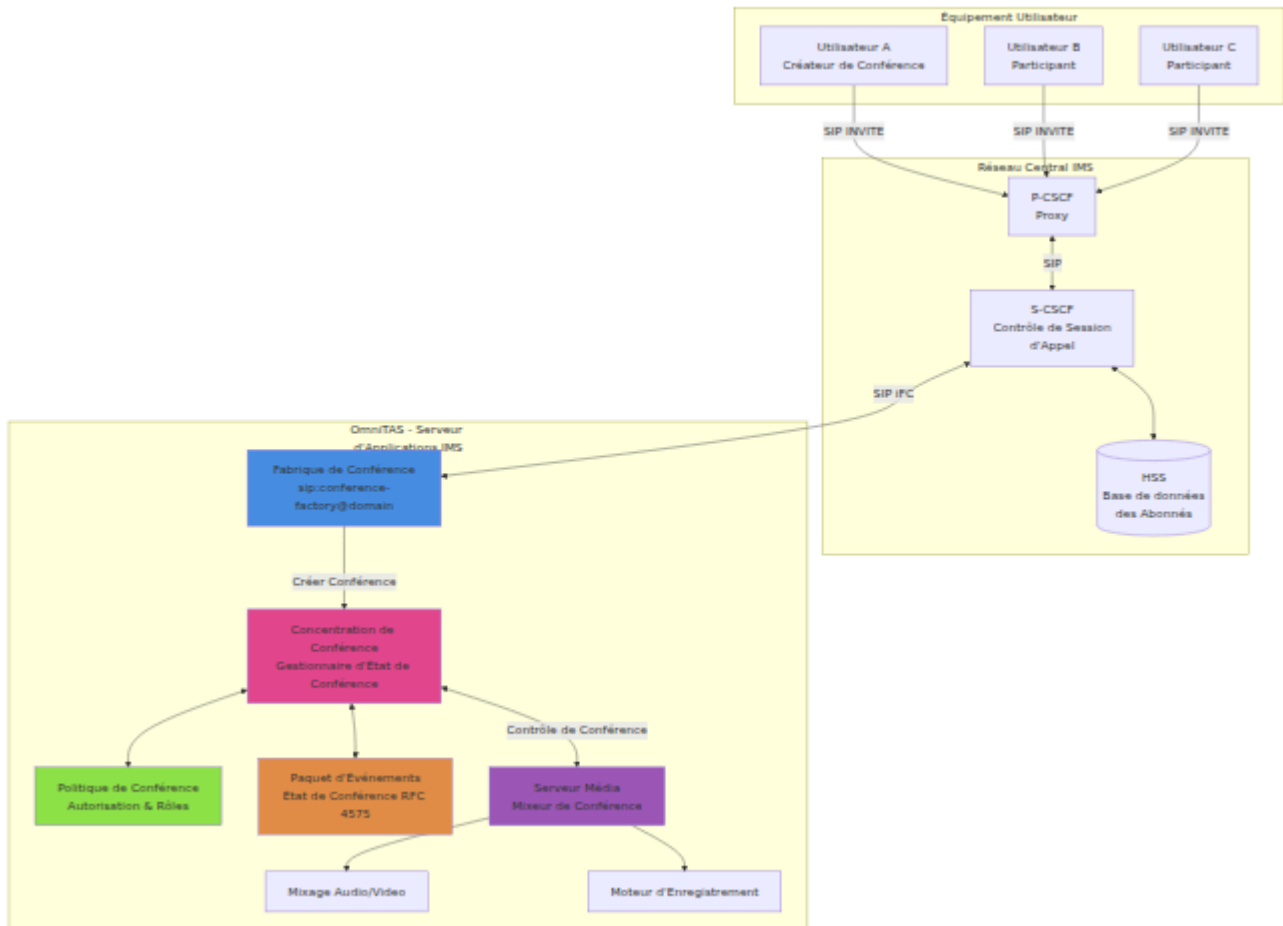 Équipement Utilisateur
Utilisateur A
Créateur de Conférence
Utilisateur B
Participant
Utilisateur C
Participant
SIP INVITE
SIP INVITE
SIP INVITE
Réseau Central IMS
P-CSCF
Proxy
SIP
S-CSCF
Contrôle de Session
d'Appel
SIP iFC
HSS
Base de données
des Abonnés
OmniTAS - Serveur
d'Applications IMS
Fabrique de Conférence
sip:conference-
factory@domain
Créer Conférence
Concentration de
Conférence
Gestionnaire d'État de
Conférence
Contrôle de Conférence
Politique de Conférence
Autorisation & Rôles
Paquet d'Événements
État de Conférence RFC
4575
Serveur Média
Mixeur de Conférence
Mixage Audio/Video
Moteur d'Enregistrement